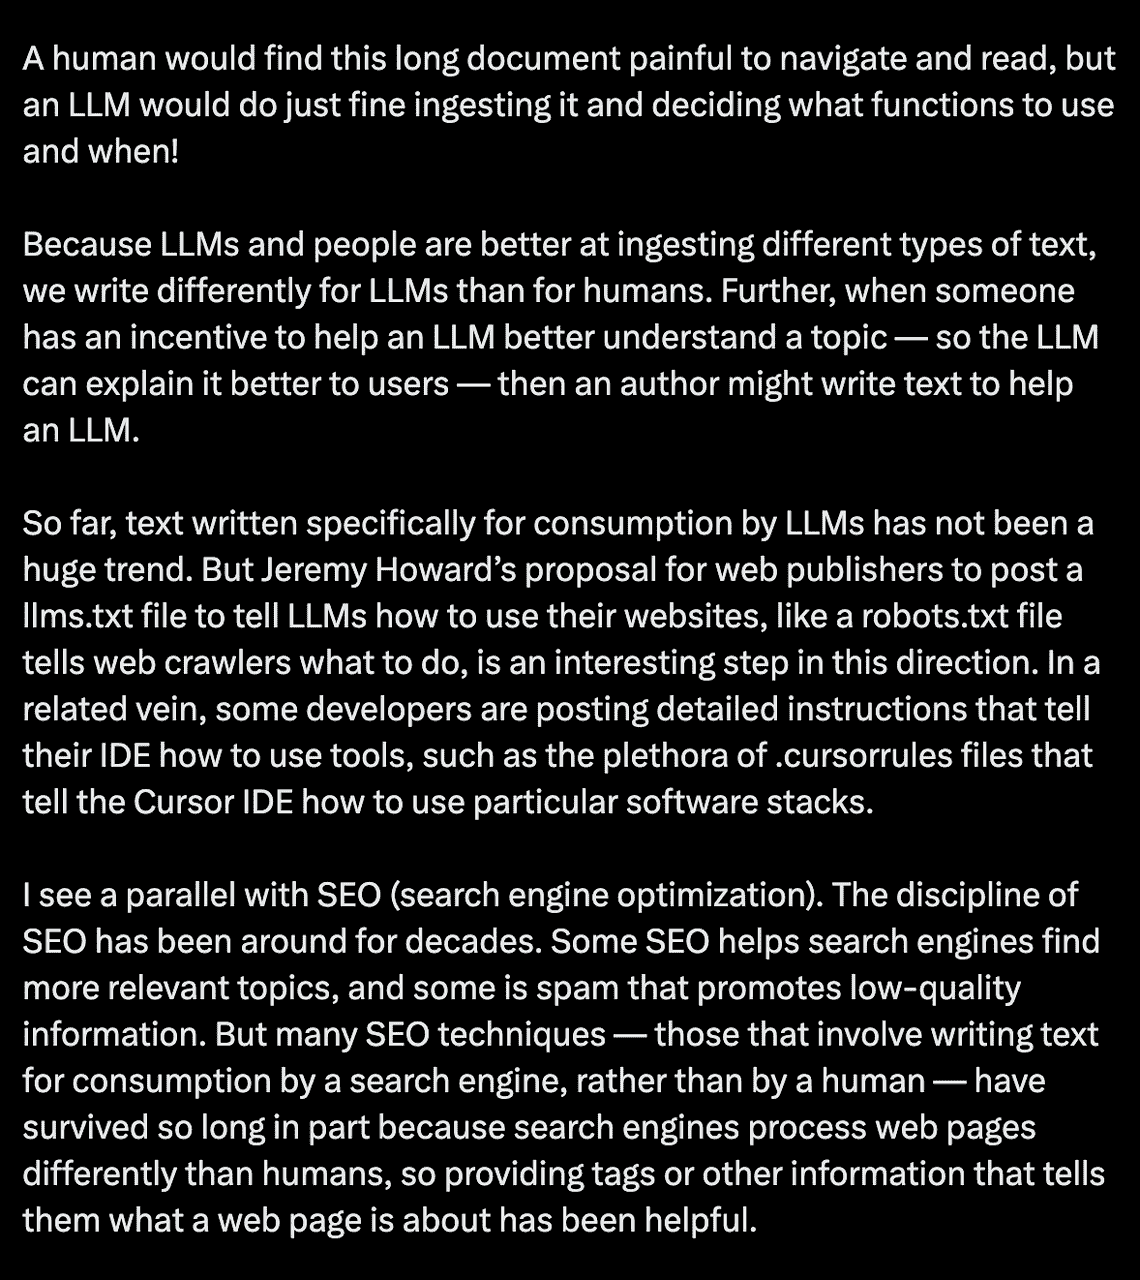 A human would find this long document painful to navigate and read, but
an LLM would do just fine ingesting it and deciding what functions to use
and when!
Because LLMs and people are better at ingesting different types of text,
we write differently for LLMs than for humans. Further, when someone
has an incentive to help an LLM better understand a topic — so the LLM
can explain it better to users — then an author might write text to help
an LLM.
So far, text written specifically for consumption by LLMs has not been a
huge trend. But Jeremy Howard’s proposal for web publishers to post a
llms.txt file to tell LLMs how to use their websites, like a robots.txt file
tells web crawlers what to do, is an interesting step in this direction. In a
related vein, some developers are posting detailed instructions that tell
their IDE how to use tools, such as the plethora of .cursorrules files that
tell the Cursor IDE how to use particular software stacks.
I see a parallel with SEO (search engine optimization). The discipline of
SEO has been around for decades. Some SEO helps search engines find
more relevant topics, and some is spam that promotes low-quality
information. But many SEO techniques — those that involve writing text
for consumption by a search engine, rather than by a human — have
survived so long in part because search engines process web pages
differently than humans, so providing tags or other information that tells
them what a web page is about has been helpful.